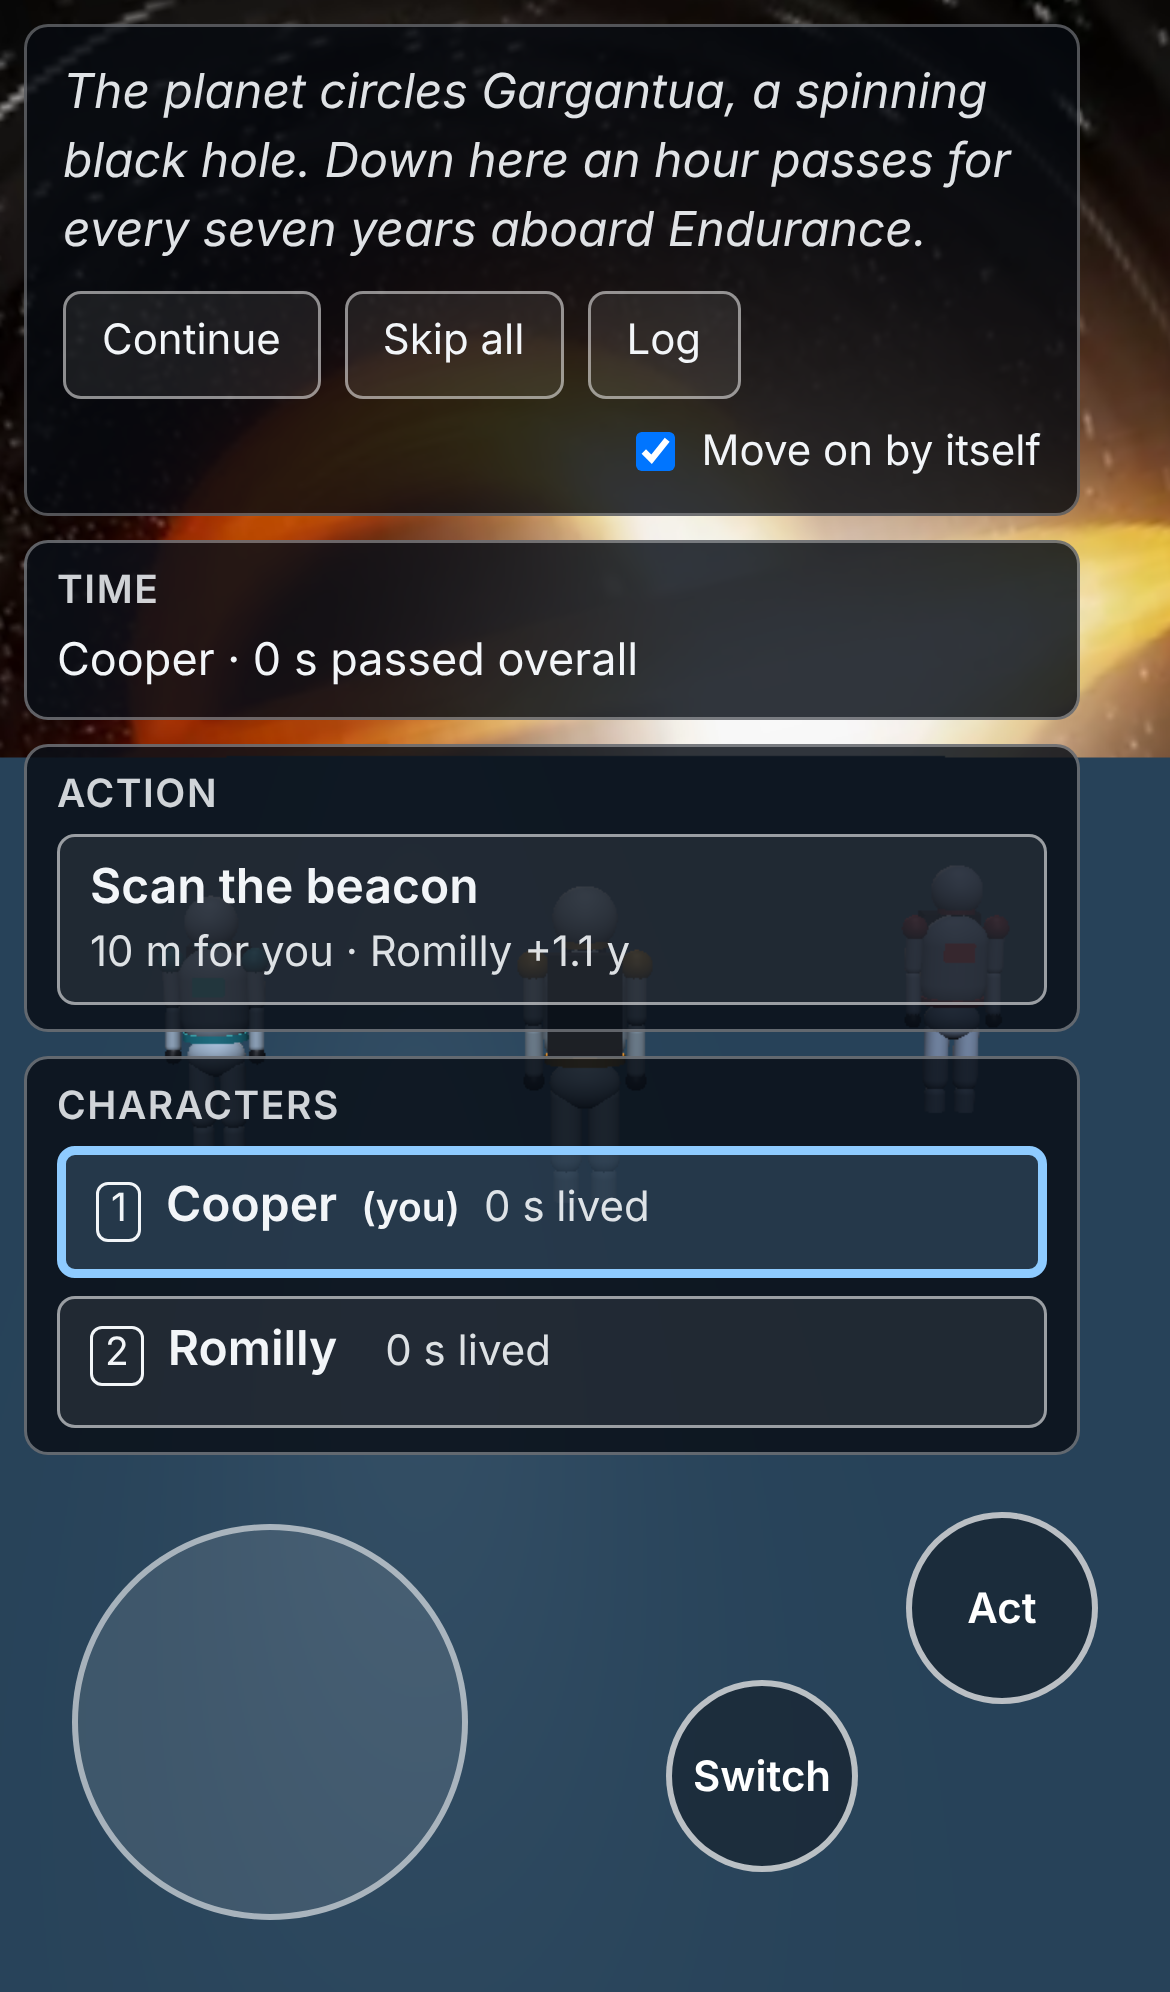 The planet circles Gargantua, a spinning
black hole. Down here an hour passes for
every seven years aboard Endurance.
Continue
Skip all
Log
Move on by itself
TIME
Cooper · 0 s passed overall
ACTION
Scan the beacon
10 m for you · Romilly +1.1 y
CHARACTERS
1 Cooper (you) 0 s lived
2 Romilly 0 s lived
Act
Switch